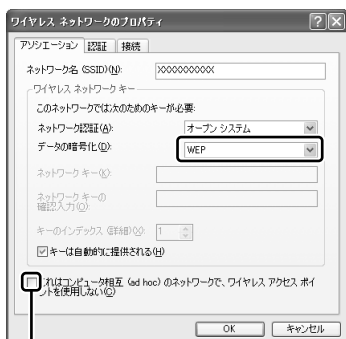 ワイヤレス ネットワークのプロパティ
アソシエーション 認証 接続
ネットワーク名 (SSID)(N): XXXXXXXXXX
ワイヤレス ネットワーク キー
このネットワークでは次のためのキーが必要:
ネットワーク認証(A): オープン システム
データの暗号化(D): WEP
ネットワーク キー(K):
ネットワーク キーの
確認入力(O):
キーのインデックス (詳細)(X): 1
キーは自動的に提供される(H)
これはコンピュータ相互 (ad hoc) のネットワークで、ワイヤレス アクセス ポイ
ントを使用しない(C)
OK キャンセル